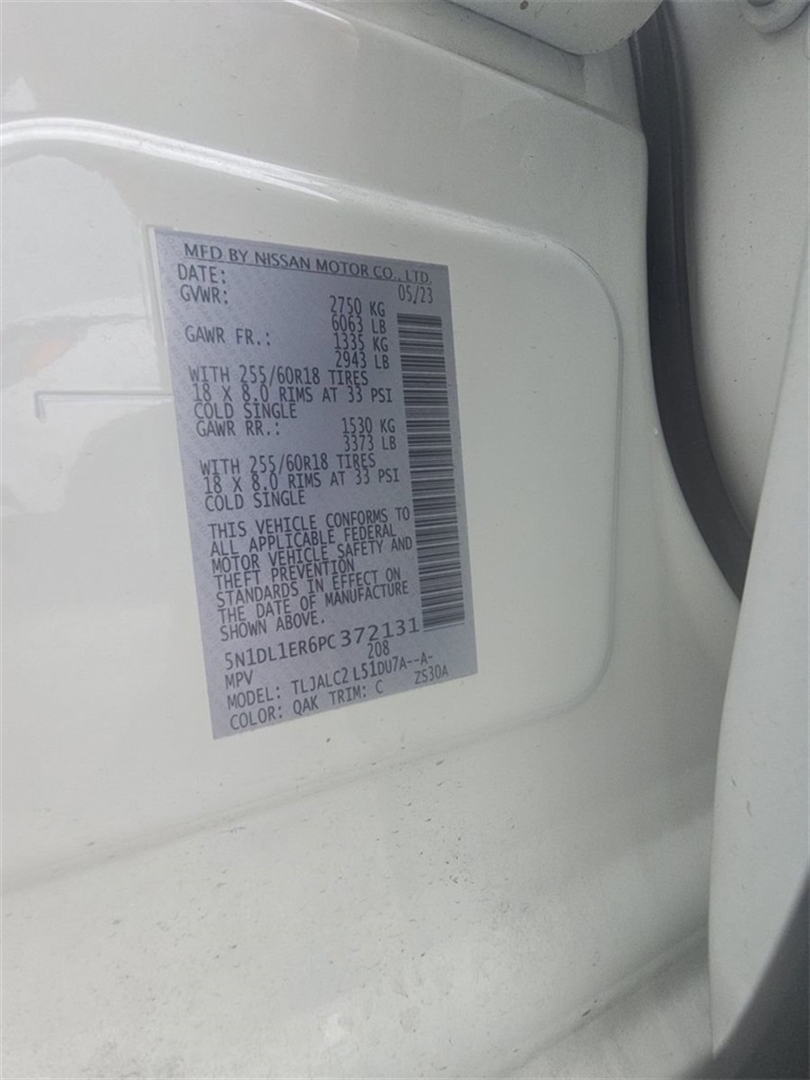 MFD BY NISSAN MOTOR CO., LTD.
DATE: 05/23
GVWR: 2750 KG
6063 LB
GAWR FR.: 1335 KG
2943 LB
WITH 255/60R18 TIRES
18 X 8.0 RIMS AT 33 PSI
COLD SINGLE
GAWR RR.: 1530 KG
3373 LB
WITH 255/60R18 TIRES
18 X 8.0 RIMS AT 33 PSI
COLD SINGLE
THIS VEHICLE CONFORMS TO
ALL APPLICABLE FEDERAL
MOTOR VEHICLE SAFETY AND
THEFT PREVENTION
STANDARDS IN EFFECT ON
THE DATE OF MANUFACTURE
SHOWN ABOVE.
5N1DL1ER6PC372131
MPV 208
MODEL: TLJALC2 L51DU7A--A-
COLOR: QAK TRIM: C ZS30A